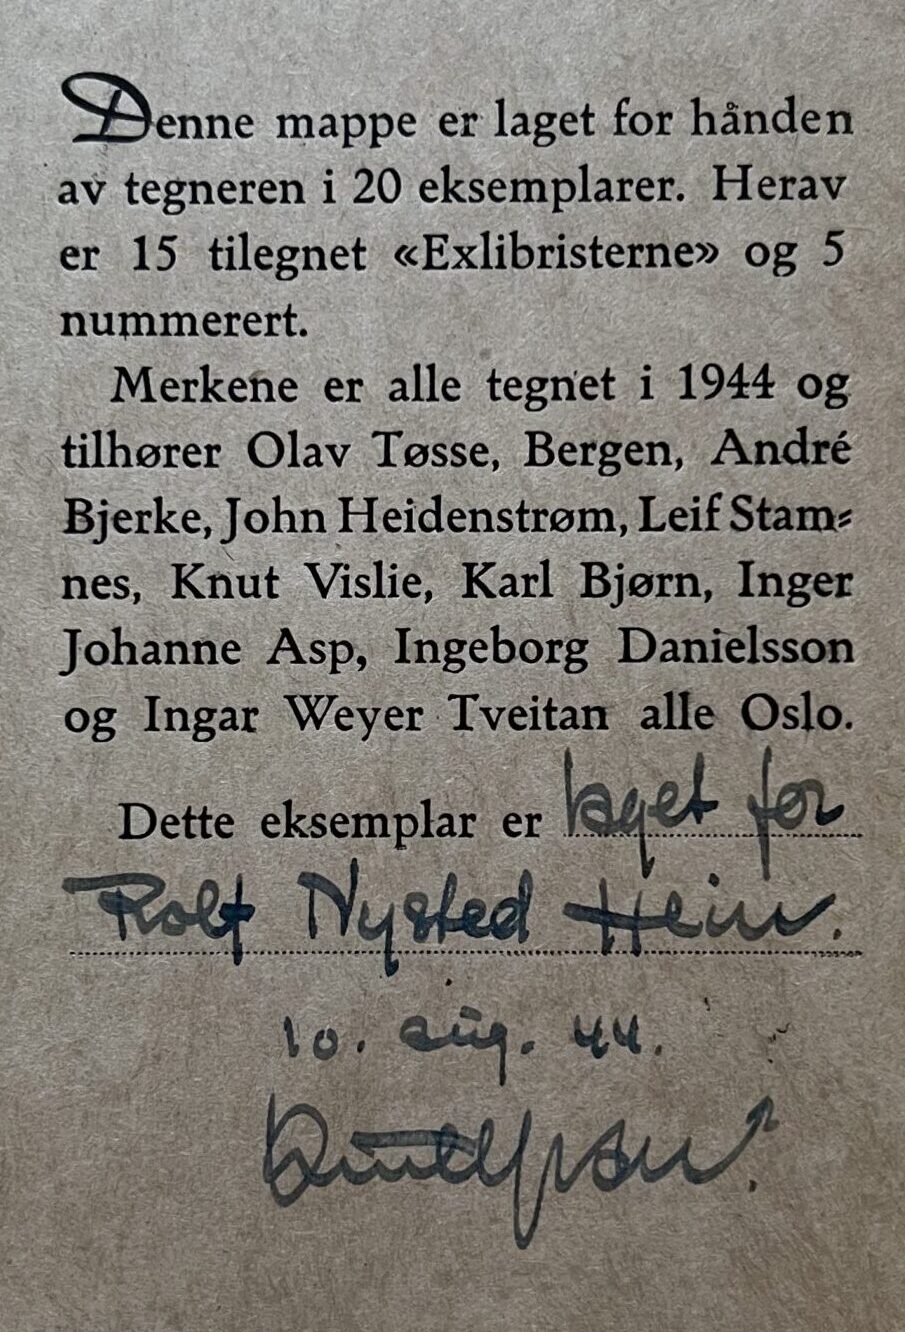 Denne mappe er laget for hånden
av tegneren i 20 eksemplarer. Herav
er 15 tilegnet «Exlibristerne» og 5
nummerert.
Merkene er alle tegnet i 1944 og
tilhører Olav Tøsse, Bergen, André
Bjerke, John Heidenstrøm, Leif Stam-
nes, Knut Vislie, Karl Bjørn, Inger
Johanne Asp, Ingeborg Danielsson
og Ingar Weyer Tveitan alle Oslo.
Dette eksemplar er laget for
Rolf Nysted Hein.
10. aug. 44.